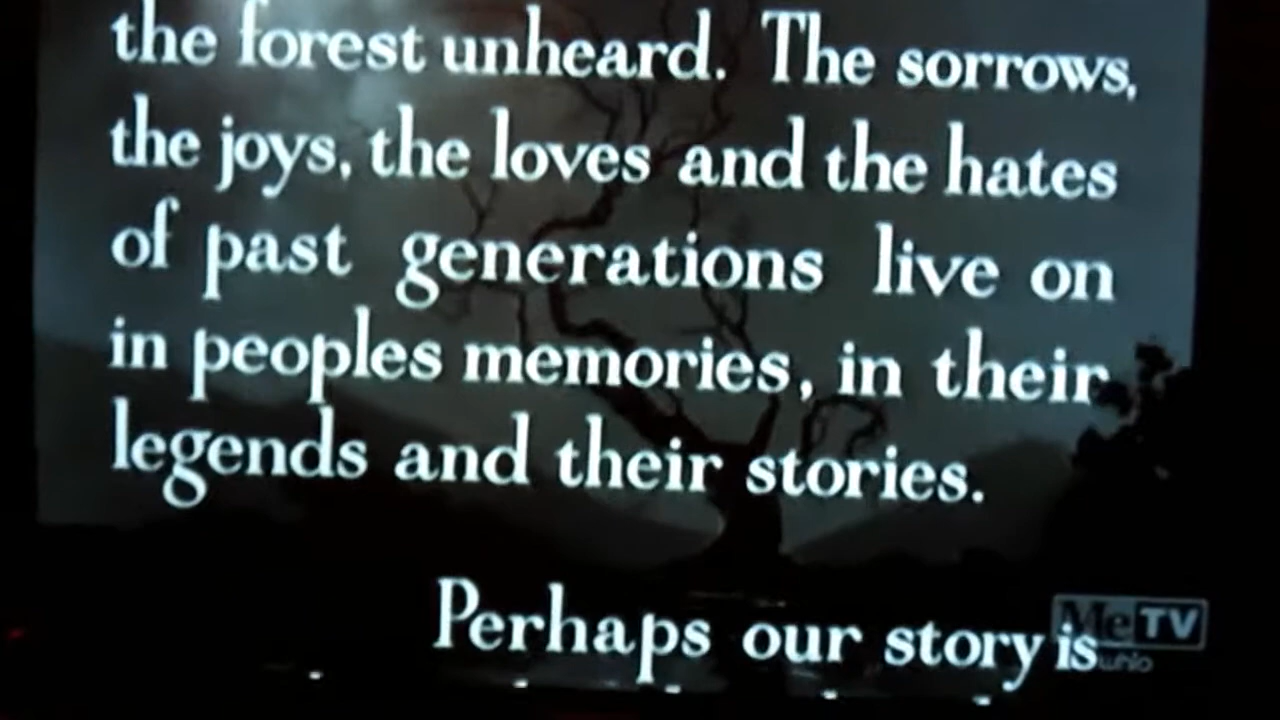 the forest unheard. The sorrows,
the joys, the loves and the hates
of past generations live on
in peoples memories, in their
legends and their stories.
Perhaps our story is
MeTV
whio